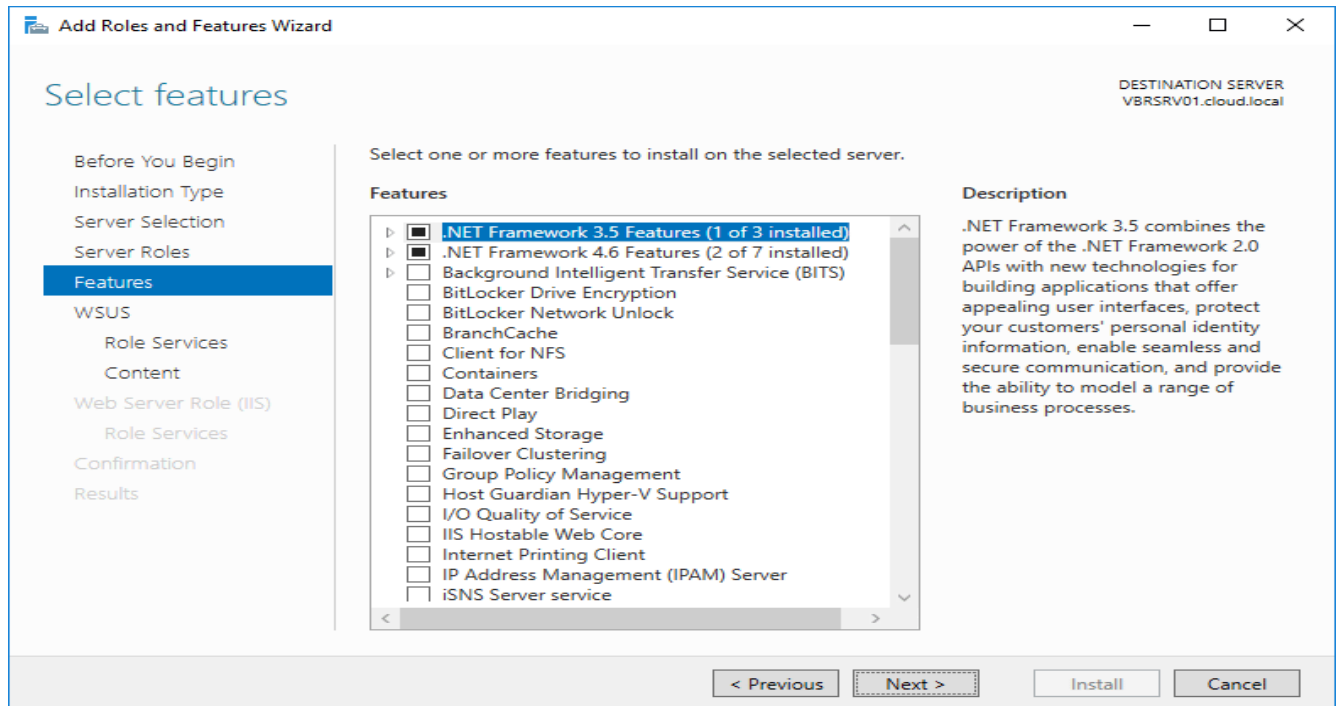 Add Roles and Features Wizard
Select features
DESTINATION SERVER
VBRSRV01.cloud.local
Before You Begin
Installation Type
Server Selection
Server Roles
Features
WSUS
Role Services
Content
Web Server Role (IIS)
Role Services
Confirmation
Results
Select one or more features to install on the selected server.
Features
.NET Framework 3.5 Features (1 of 3 installed)
.NET Framework 4.6 Features (2 of 7 installed)
Background Intelligent Transfer Service (BITS)
BitLocker Drive Encryption
BitLocker Network Unlock
BranchCache
Client for NFS
Containers
Data Center Bridging
Direct Play
Enhanced Storage
Failover Clustering
Group Policy Management
Host Guardian Hyper-V Support
I/O Quality of Service
IIS Hostable Web Core
Internet Printing Client
IP Address Management (IPAM) Server
iSNS Server service
Description
.NET Framework 3.5 combines the
power of the .NET Framework 2.0
APIs with new technologies for
building applications that offer
appealing user interfaces, protect
your customers' personal identity
information, enable seamless and
secure communication, and provide
the ability to model a range of
business processes.
< Previous
Next >
Install
Cancel